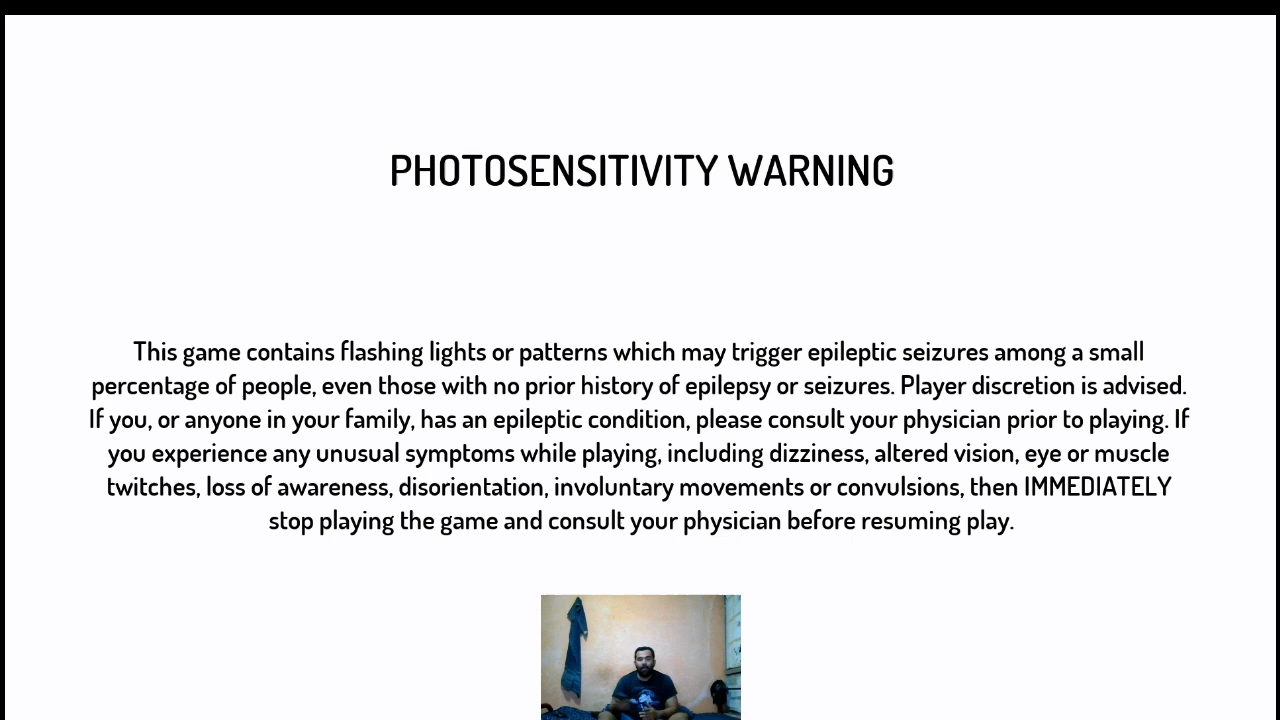 PHOTOSENSITIVITY WARNING
This game contains flashing lights or patterns which may trigger epileptic seizures among a small
percentage of people, even those with no prior history of epilepsy or seizures. Player discretion is advised.
If you, or anyone in your family, has an epileptic condition, please consult your physician prior to playing. If
you experience any unusual symptoms while playing, including dizziness, altered vision, eye or muscle
twitches, loss of awareness, disorientation, involuntary movements or convulsions, then IMMEDIATELY
stop playing the game and consult your physician before resuming play.